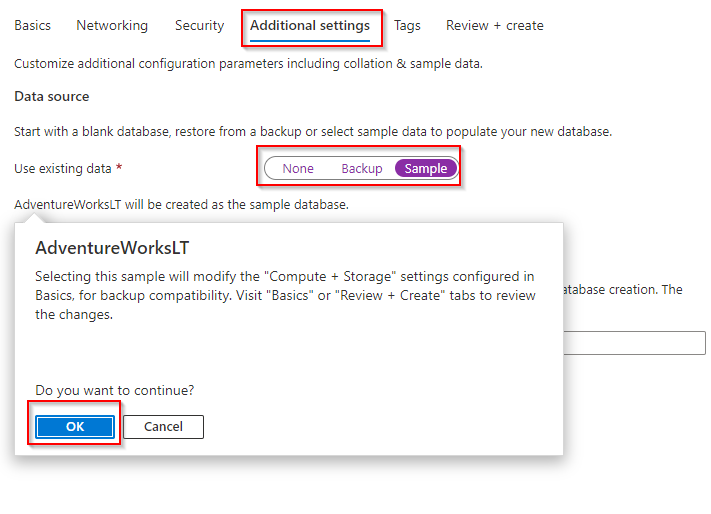 Basics Networking Security Additional settings Tags Review + create
Customize additional configuration parameters including collation & sample data.
Data source
Start with a blank database, restore from a backup or select sample data to populate your new database.
Use existing data * None Backup Sample
AdventureWorksLT will be created as the sample database.
AdventureWorksLT
Selecting this sample will modify the "Compute + Storage" settings configured in
Basics, for backup compatibility. Visit "Basics" or "Review + Create" tabs to review
the changes.
database creation. The
Do you want to continue?
OK Cancel